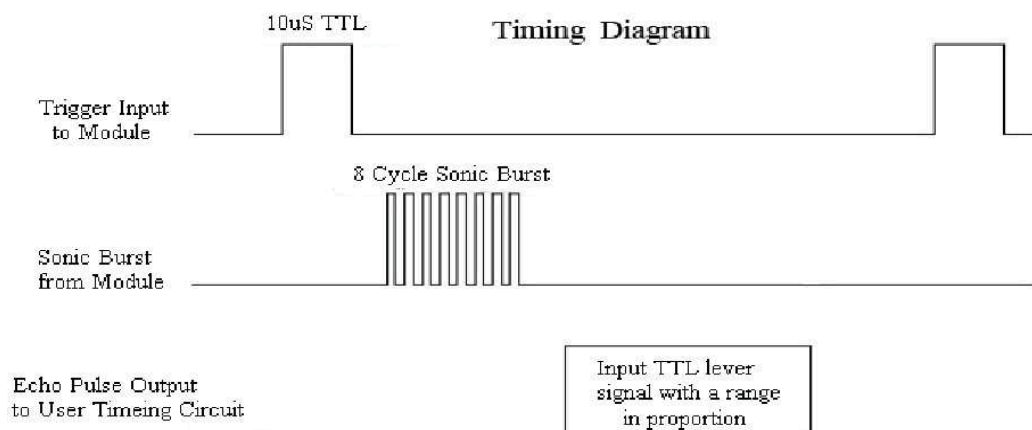 10uS TTL
Timing Diagram
Trigger Input
to Module
8 Cycle Sonic Burst
Sonic Burst
from Module
Echo Pulse Output
to User Timeing Circuit
Input TTL lever
signal with a range
in proportion